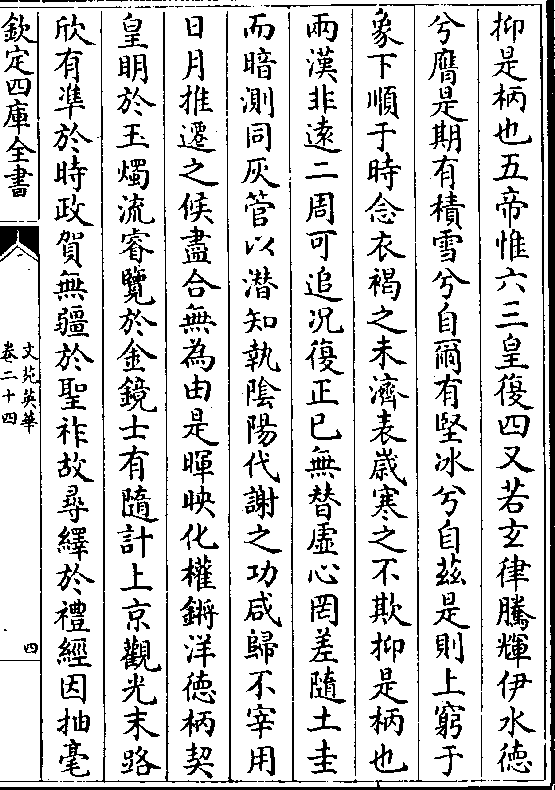 抑是柄也五帝惟六三皇復四又若玄律騰輝伊水德
兮膺是期有積雪兮自爾有堅冰兮自茲是則上窮于
象下順于時念衣褐之未濟表嵗寒之不欺抑是柄也
兩漢非逺二周可追况復正已無替虚心罔差隨土圭
而暗測同灰管以潜知執陰陽代謝之功咸歸不宰用
日月推遷之候盡合無為由是暉映化權鏘洋徳柄契
皇明於玉燭流睿覽於金鏡士有隨計上京觀光末路
欣有凖於時政賀無疆於聖祚故尋繹於禮經因抽毫
欽定四庫全書
文苑英華
卷二十四
四